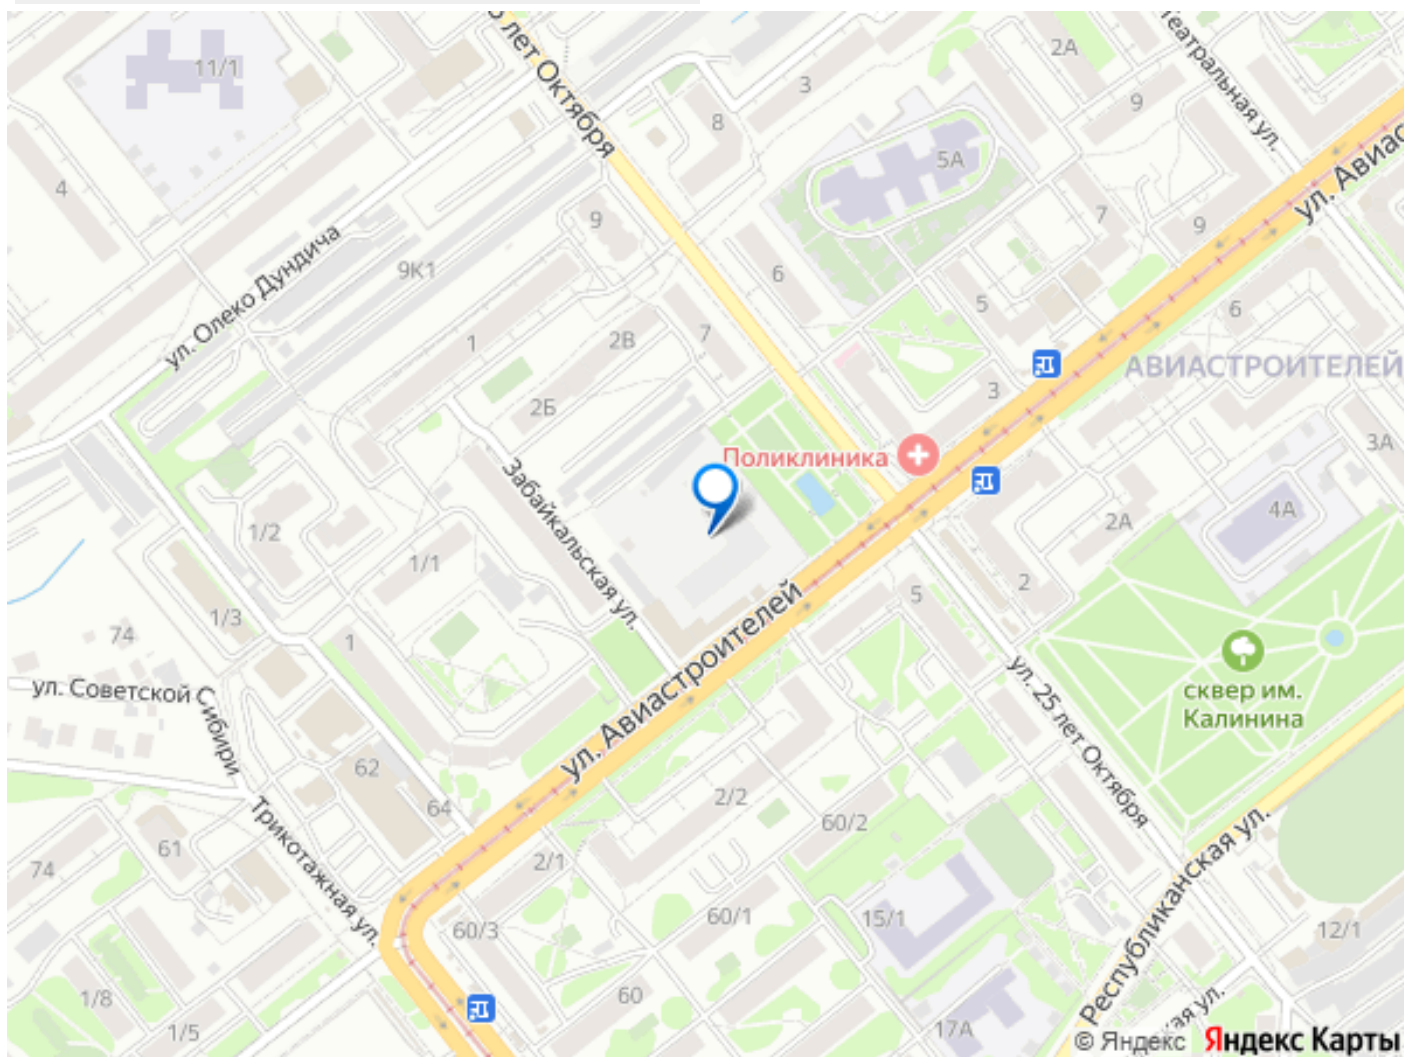 5 лет Октября
Театральная ул.
2А
11/1
3
9
8
5А
ул. Авиас
4
7
9
9
ул. Олеко Дундича
9К1
6
5
6
1
2В
7
АВИАСТРОИТЕЛЕЙ
3
2Б
3А
Поликлиника
Забайкальская ул.
4А
2А
1/2
1/1
2
5
1/3
74
1
ул. Авиастроителей
ул. 25 лет Октября
сквер им.
Калинина
ул. Советской Сибири
62
64
2/2
60/2
Республиканская ул.
61
74
2/1
Трикотажная ул.
60/3
60/1
15/1
12/1
1/8
60
1/5
17А
кая ул.
© Яндекс Яндекс Карты